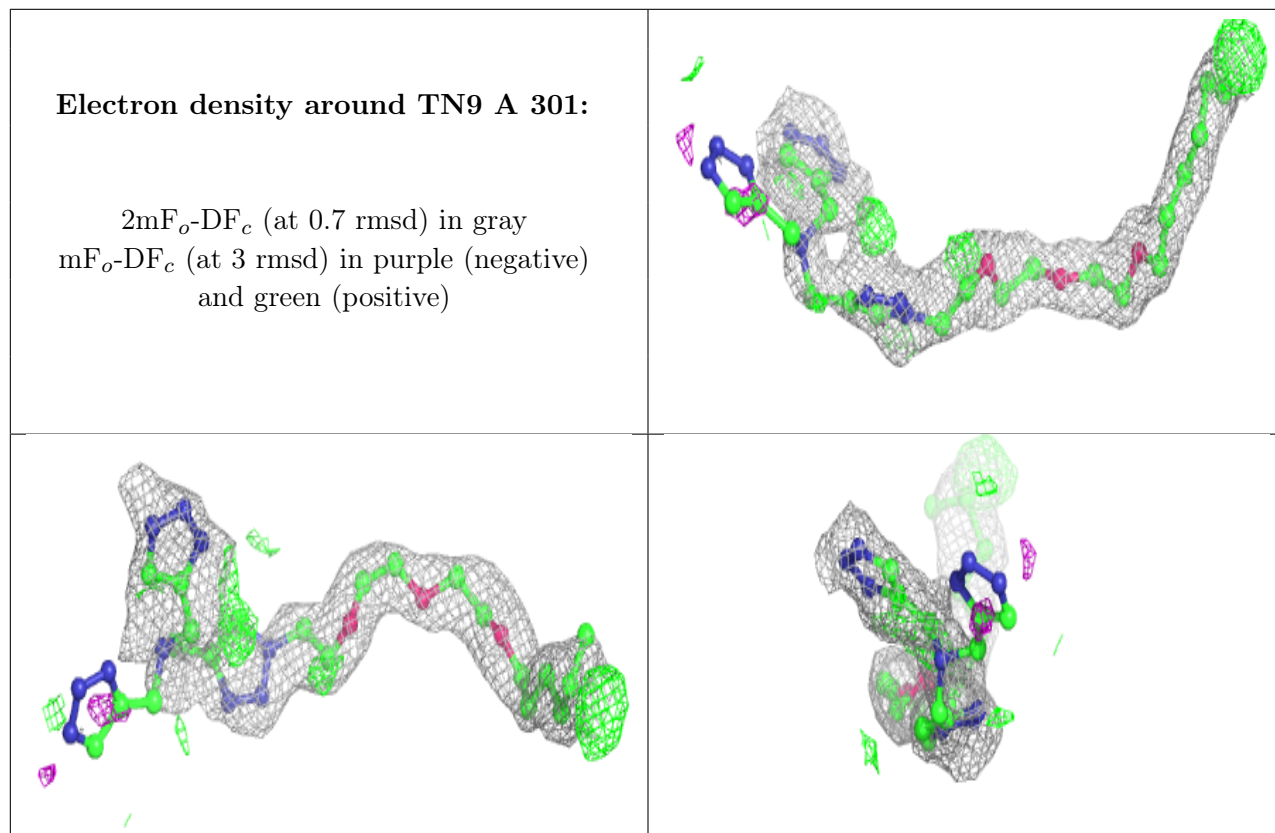 Electron density around TN9 A 301:
2mFo-DFc (at 0.7 rmsd) in gray
mFo-DFc (at 3 rmsd) in purple (negative)
and green (positive)